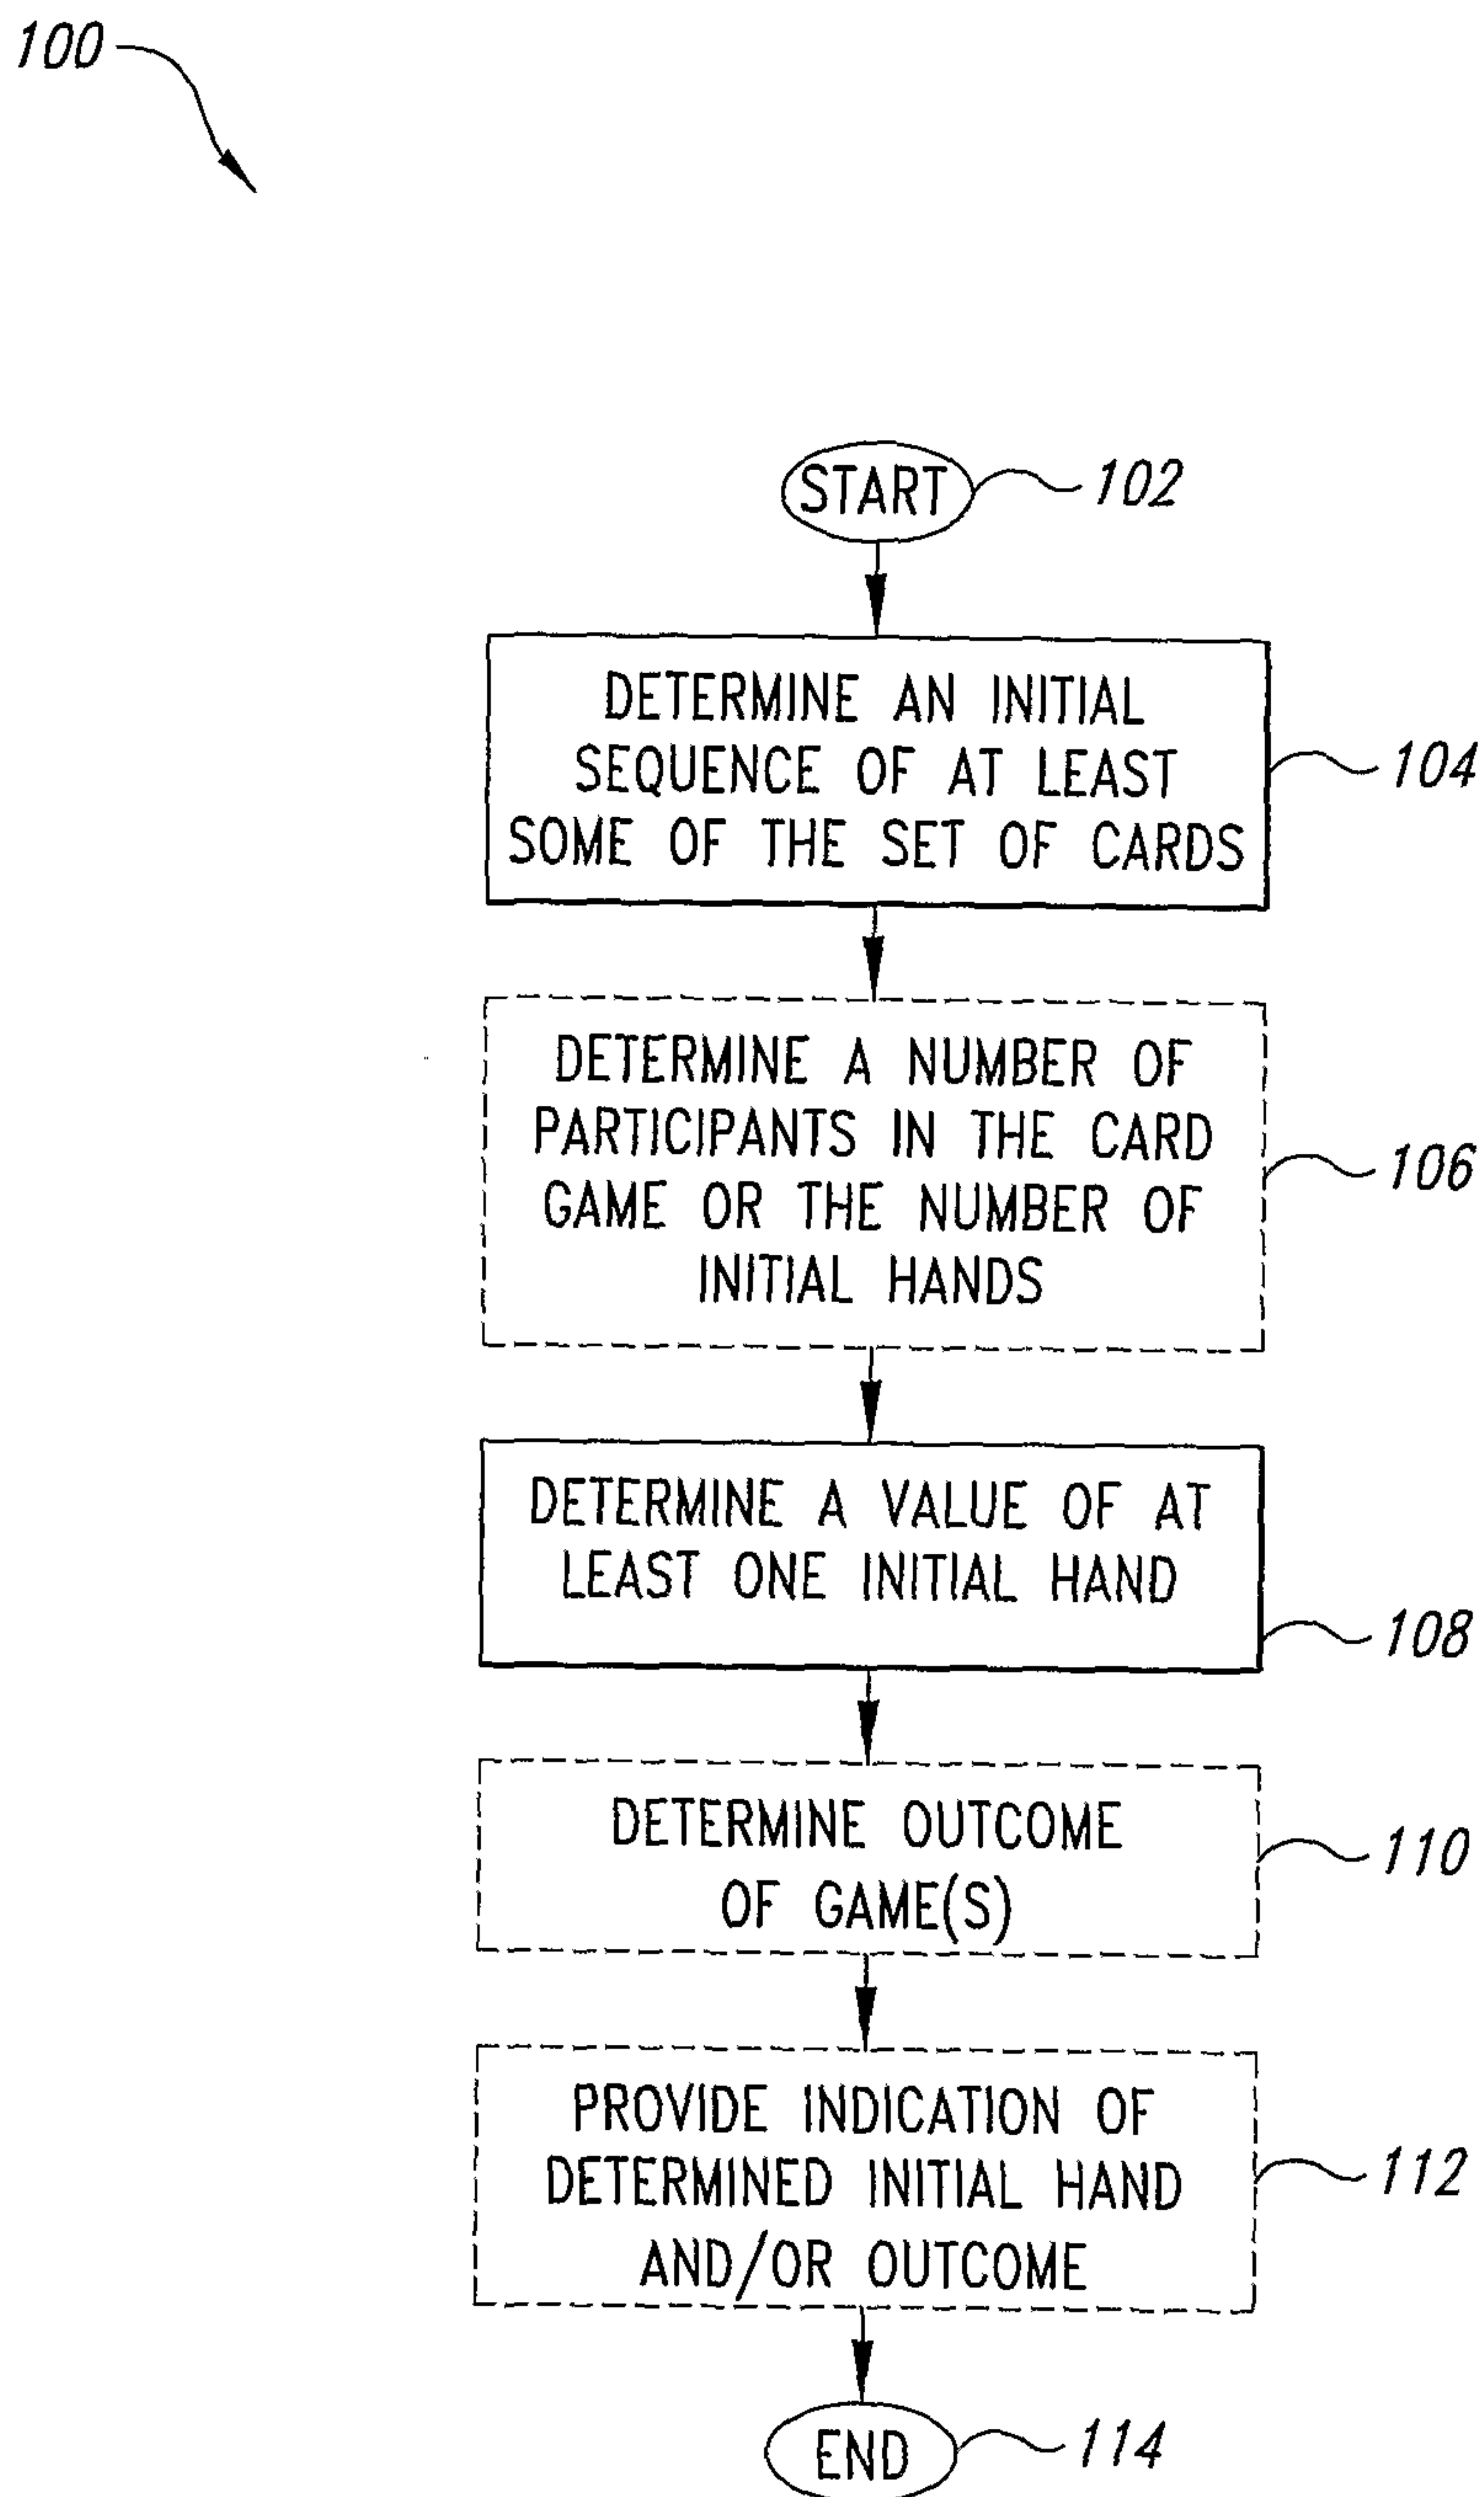 100
START
102
DETERMINE AN INITIAL
SEQUENCE OF AT LEAST
SOME OF THE SET OF CARDS
104
DETERMINE A NUMBER OF
PARTICIPANTS IN THE CARD
GAME OR THE NUMBER OF
INITIAL HANDS
106
DETERMINE A VALUE OF AT
LEAST ONE INITIAL HAND
108
DETERMINE OUTCOME
OF GAME(S)
110
PROVIDE INDICATION OF
DETERMINED INITIAL HAND
AND/OR OUTCOME
112
END
114